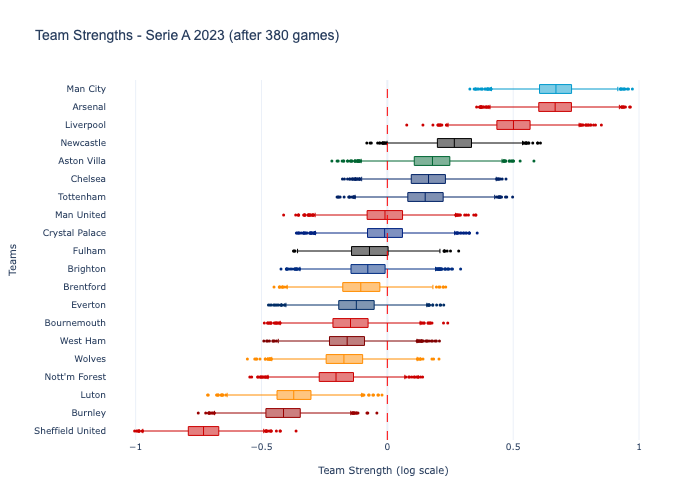 Team Strengths - Serie A 2023 (after 380 games)
Man City
Arsenal
Liverpool
Newcastle
Aston Villa
Chelsea
Tottenham
Man United
Crystal Palace
Fulham
Brighton
Brentford
Everton
Bournemouth
West Ham
Wolves
Nott'm Forest
Luton
Burnley
Sheffield United
Teams
−1
−0.5
0
0.5
1
Team Strength (log scale)